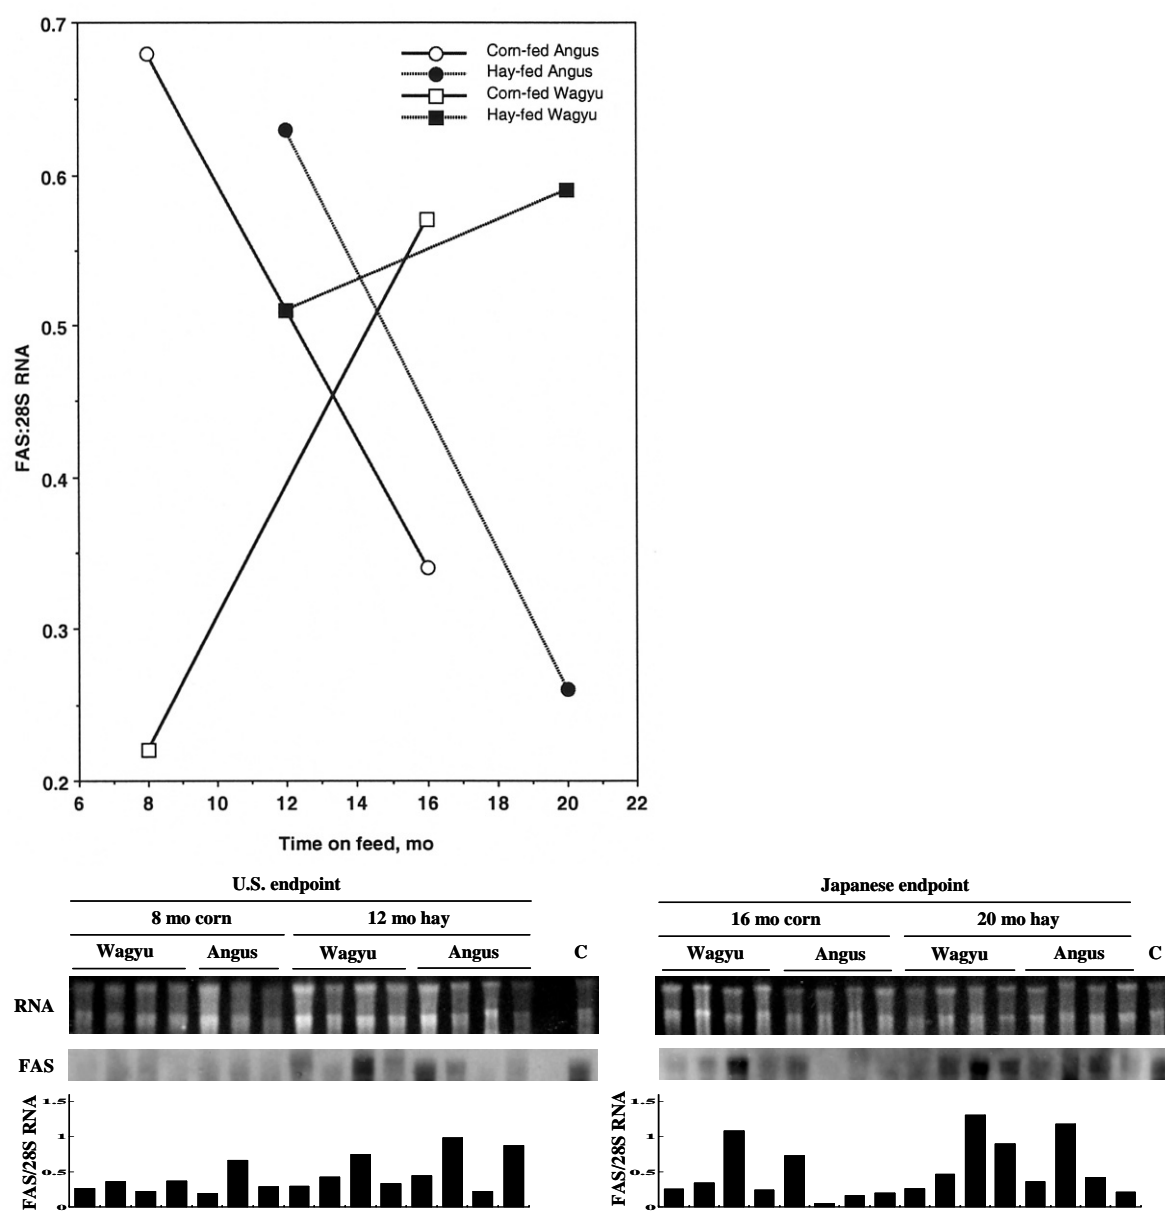 0.7
0.6
0.5
0.4
0.3
0.2
FAS:28S RNA
Corn-fed Angus
Hay-fed Angus
Corn-fed Wagyu
Hay-fed Wagyu
6 8 10 12 14 16 18 20 22
Time on feed, mo
U.S. endpoint
8 mo corn 12 mo hay
Wagyu Angus Wagyu Angus C
Japanese endpoint
16 mo corn 20 mo hay
Wagyu Angus Wagyu Angus C
RNA
FAS
FAS/28S RNA
1.5
1
0.5
0
FAS/28S RNA
1.5
1
0.5
0